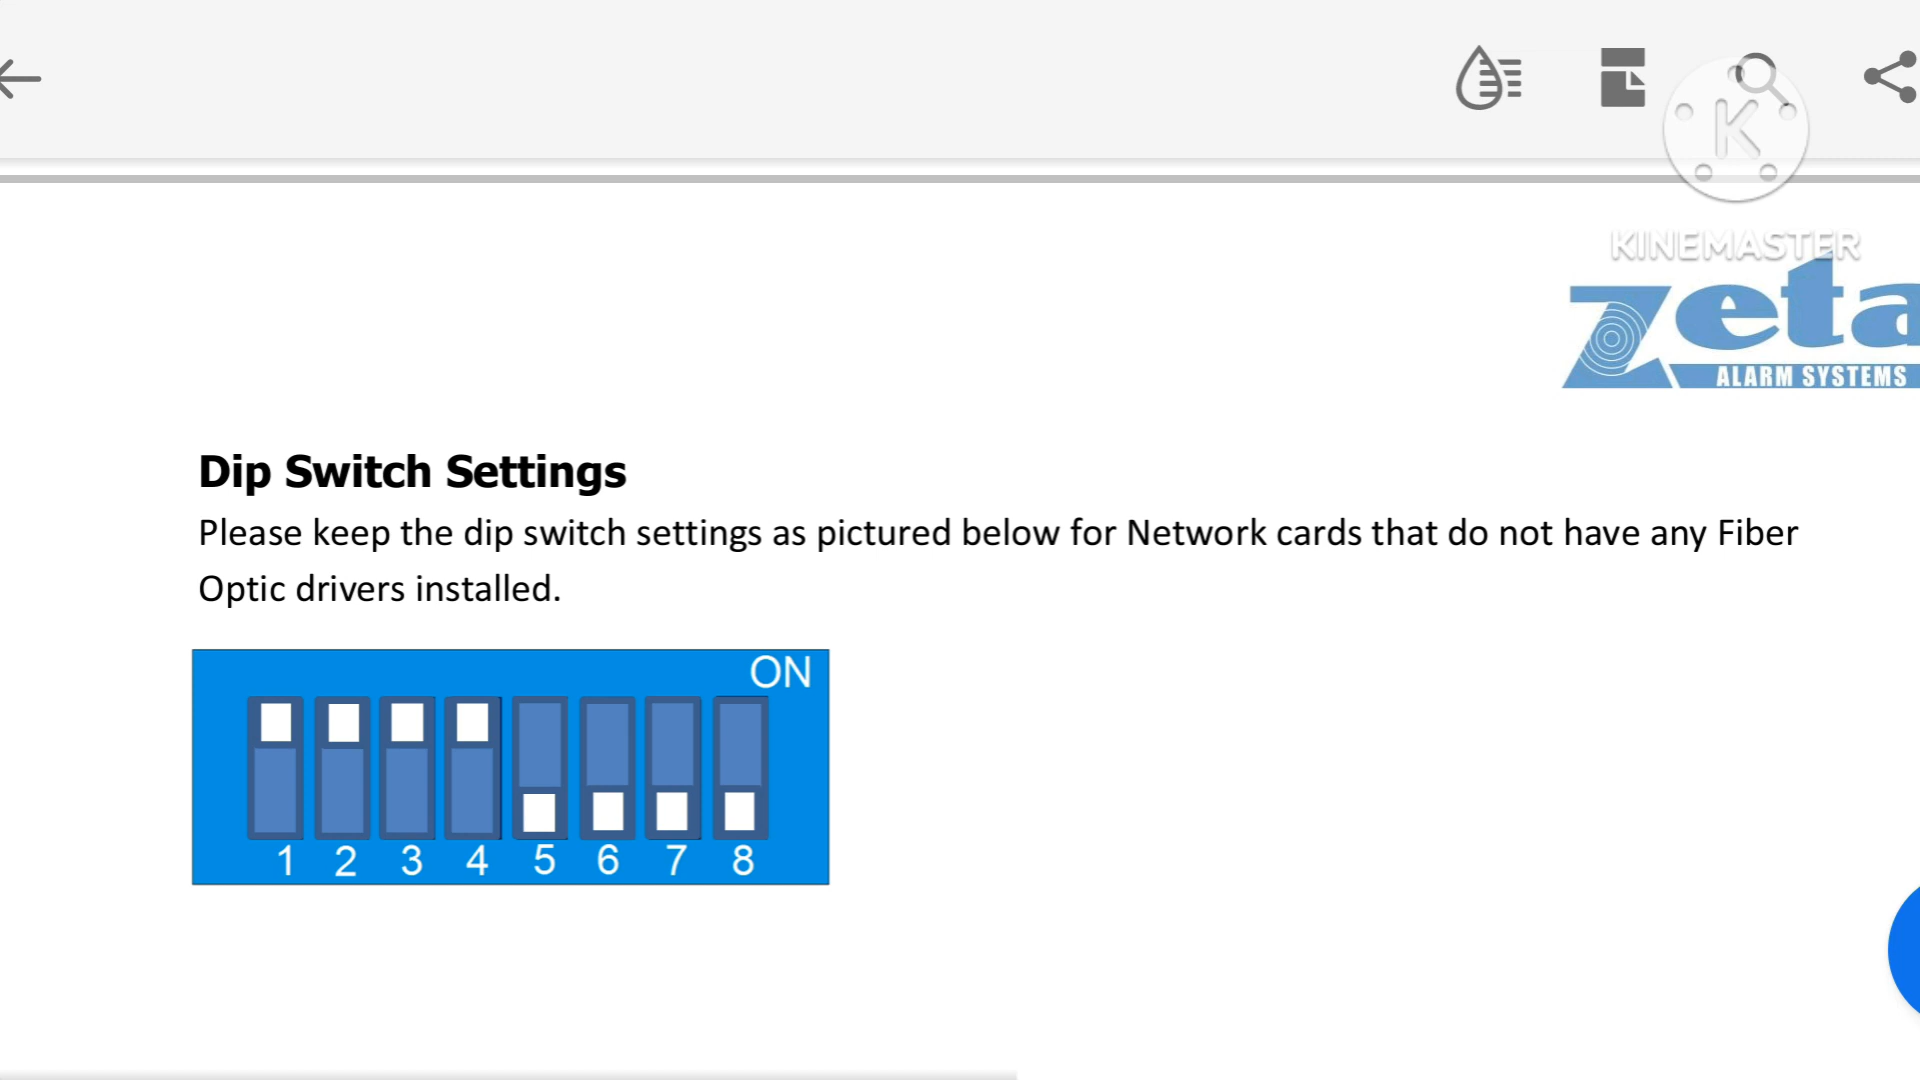 K
KINEMASTER
zeta
ALARM SYSTEMS
Dip Switch Settings
Please keep the dip switch settings as pictured below for Network cards that do not have any Fiber
Optic drivers installed.
ON
1 2 3 4 5 6 7 8